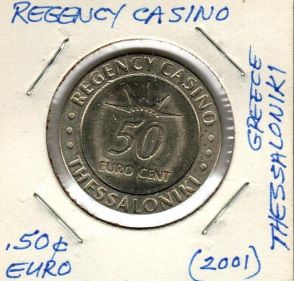 REGENCY CASINO
REGENCY CASINO
50
EURO CENT
THESSALONIKI
GREECE
THESSALONIKI
.50¢
EURO
(2001)